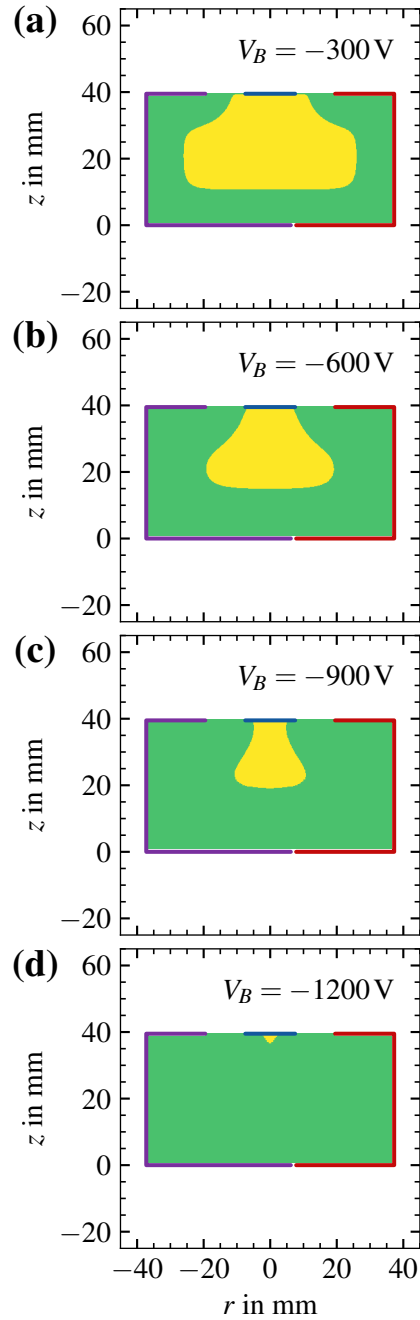 (a)
60
V_B = −300 V
40
z in mm
20
0
−20
(b)
60
V_B = −600 V
40
z in mm
20
0
−20
(c)
60
V_B = −900 V
40
z in mm
20
0
−20
(d)
60
V_B = −1200 V
40
z in mm
20
0
−20
−40 −20 0 20 40
r in mm